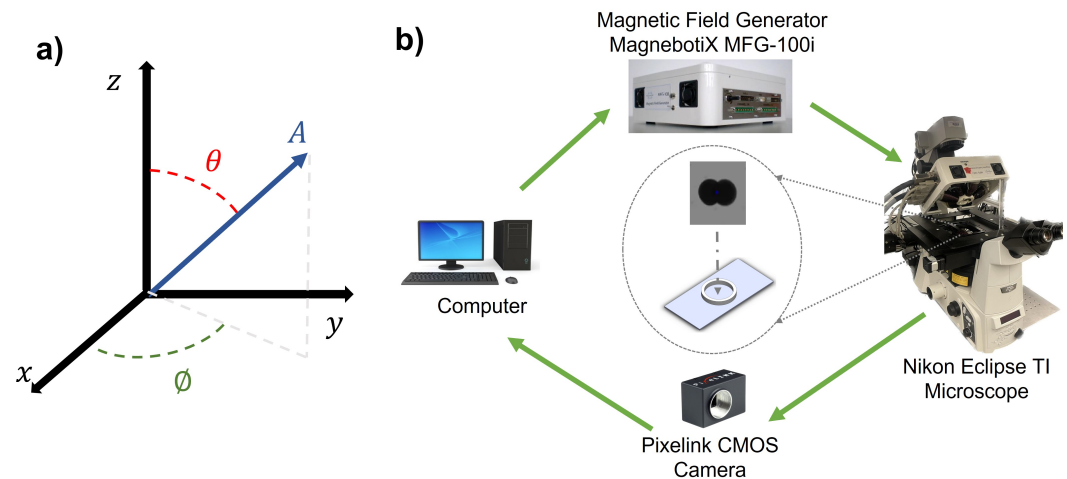 a)
z
A
θ
y
x
∅
b)
Magnetic Field Generator
MagnebotiX MFG-100i
Computer
Nikon Eclipse TI
Microscope
Pixelink CMOS
Camera